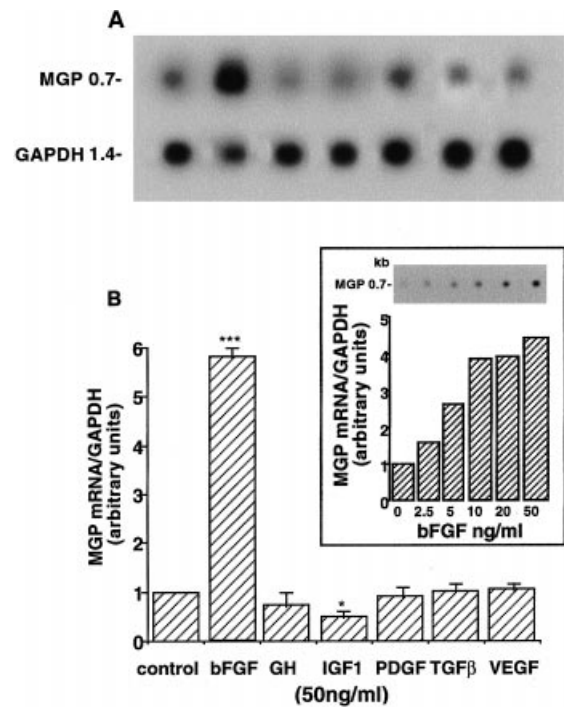 A
MGP 0.7-
GAPDH 1.4-
B
MGP mRNA/GAPDH
(arbitrary units)
6
5
4
3
2
1
0
***
*
control bFGF GH IGF1 PDGF TGFβ VEGF
(50ng/ml)
kb
MGP 0.7-
MGP mRNA/GAPDH
(arbitrary units)
5
4
3
2
1
0
0 2.5 5 10 20 50
bFGF ng/ml